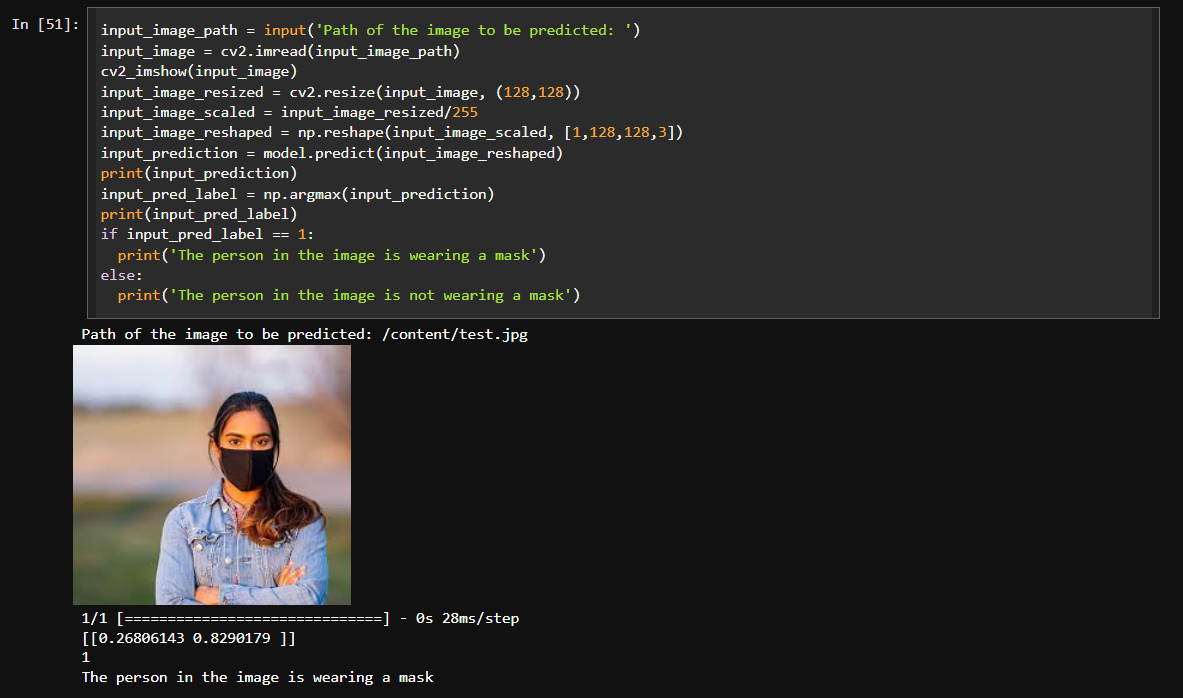 In [51]:
input_image_path = input('Path of the image to be predicted: ')
input_image = cv2.imread(input_image_path)
cv2_imshow(input_image)
input_image_resized = cv2.resize(input_image, (128,128))
input_image_scaled = input_image_resized/255
input_image_reshaped = np.reshape(input_image_scaled, [1,128,128,3])
input_prediction = model.predict(input_image_reshaped)
print(input_prediction)
input_pred_label = np.argmax(input_prediction)
print(input_pred_label)
if input_pred_label == 1:
  print('The person in the image is wearing a mask')
else:
  print('The person in the image is not wearing a mask')
Path of the image to be predicted: /content/test.jpg
1/1 [==============================] - 0s 28ms/step
[[0.26806143 0.8290179 ]]
1
The person in the image is wearing a mask